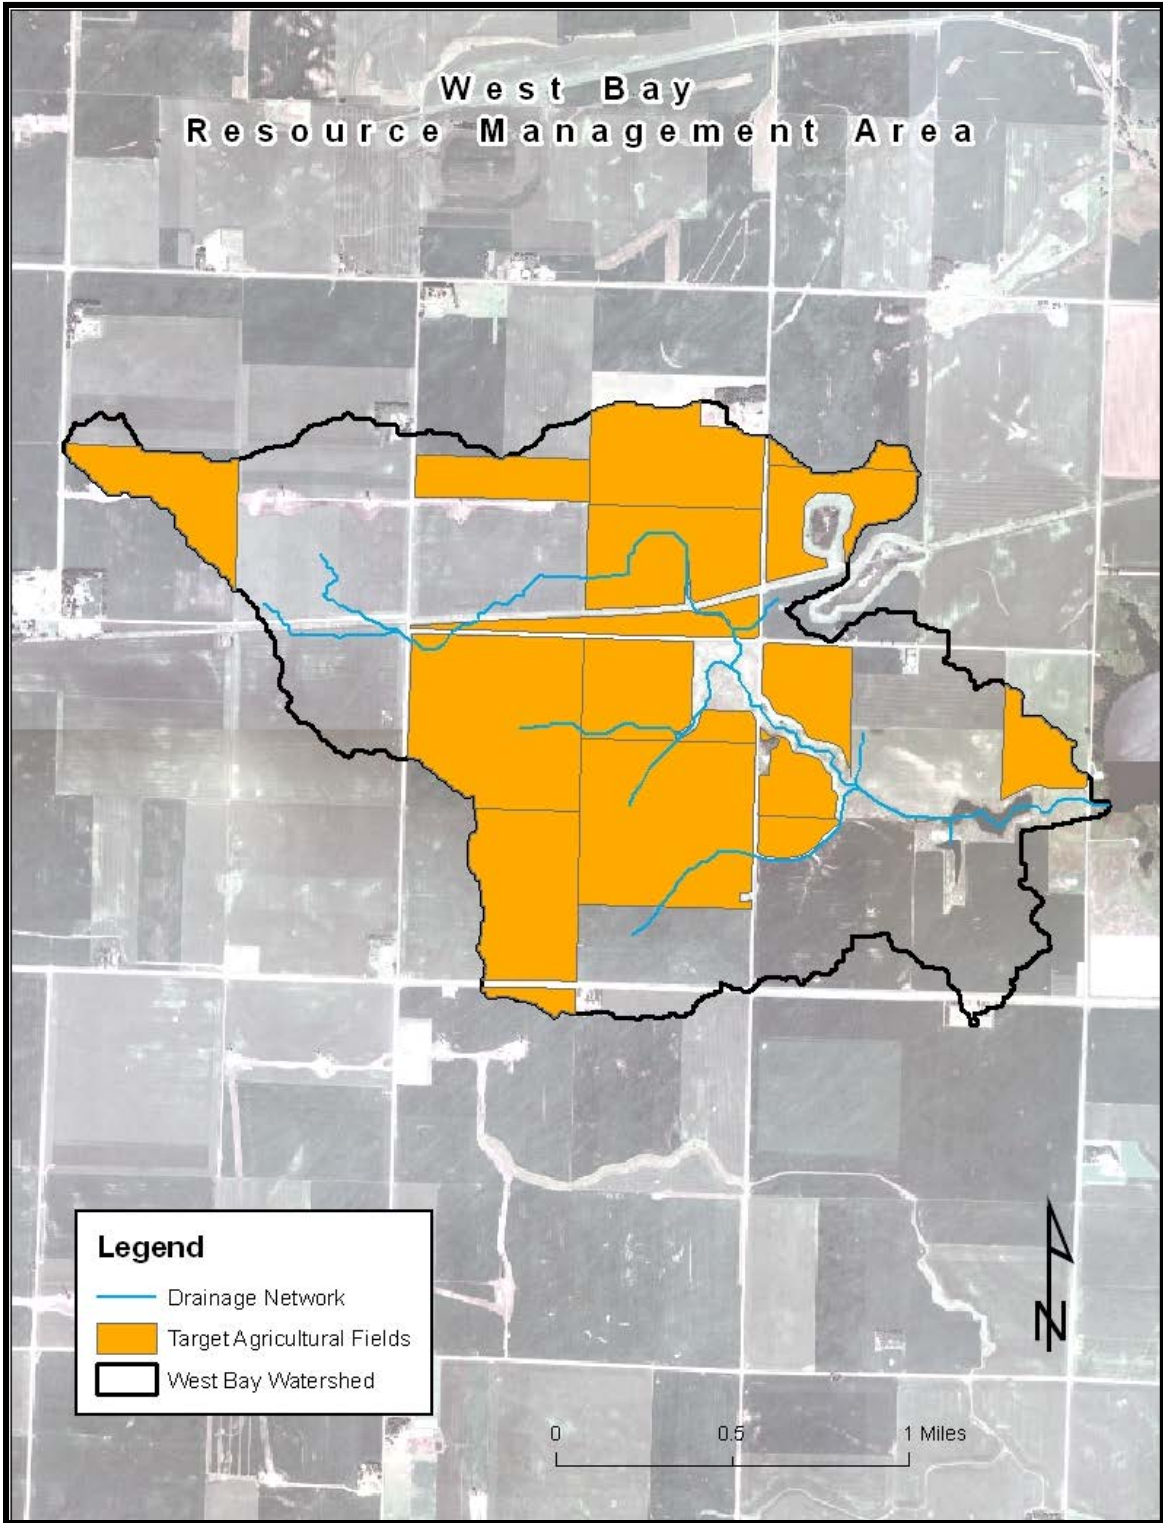 West Bay
Resource Management Area
Legend
Drainage Network
Target Agricultural Fields
West Bay Watershed
N
0 0.5 1 Miles